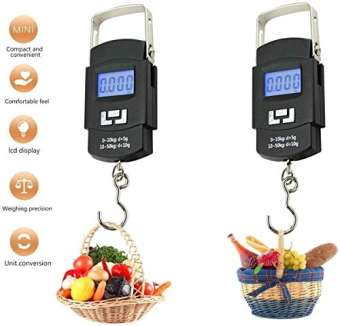 MINI
Compact and
convenient
Comfortable feel
lcd display
Weighing precision
Unit conversion
0.000
5~10kg d=5g
10~50kg d=10g
0.000
5~10kg d=5g
10~50kg d=10g